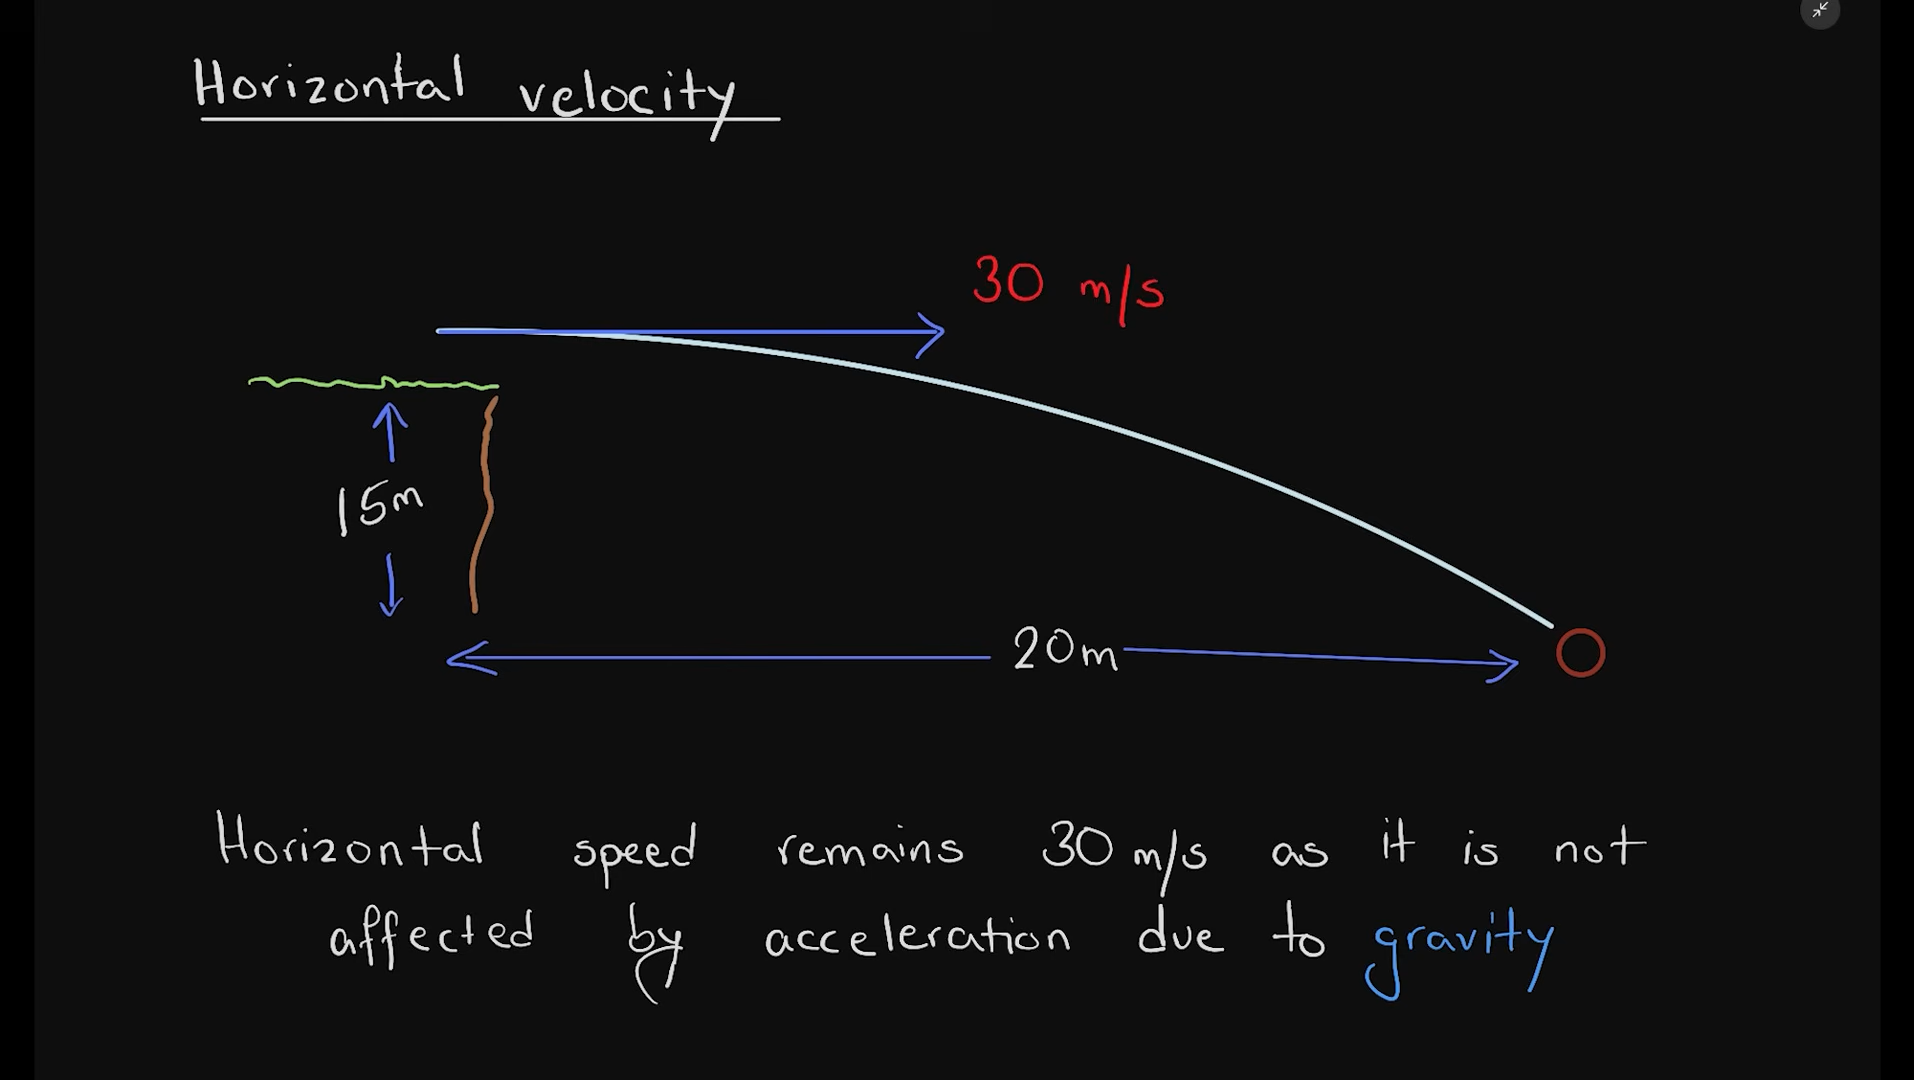 Horizontal velocity
30 m/s
15m
20m
Horizontal speed remains 30 m/s as it is not
affected by acceleration due to gravity